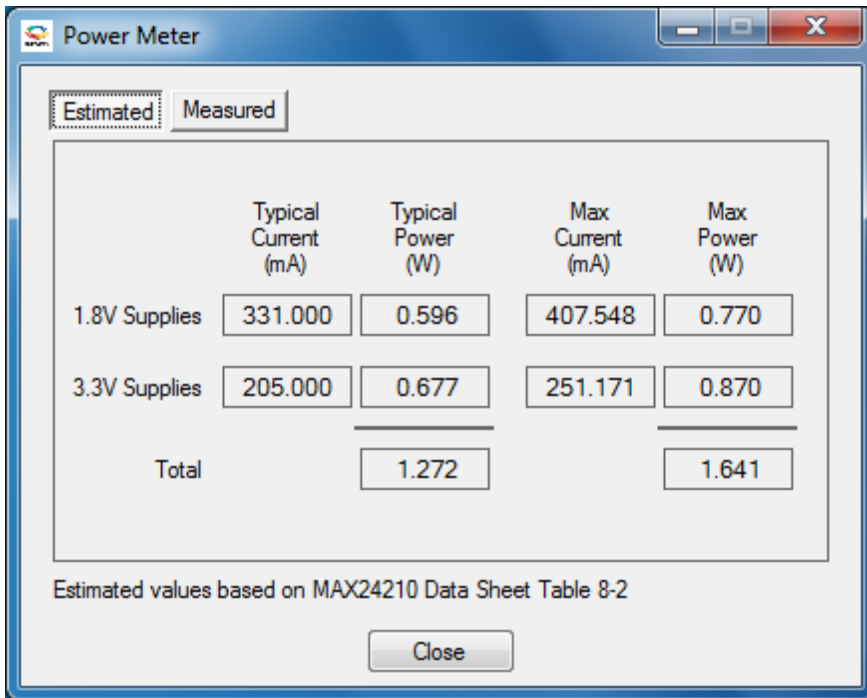 Power Meter
Estimated Measured
Typical Current (mA) Typical Power (W) Max Current (mA) Max Power (W)
1.8V Supplies 331.000 0.596 407.548 0.770
3.3V Supplies 205.000 0.677 251.171 0.870
Total 1.272 1.641
Estimated values based on MAX24210 Data Sheet Table 8-2
Close